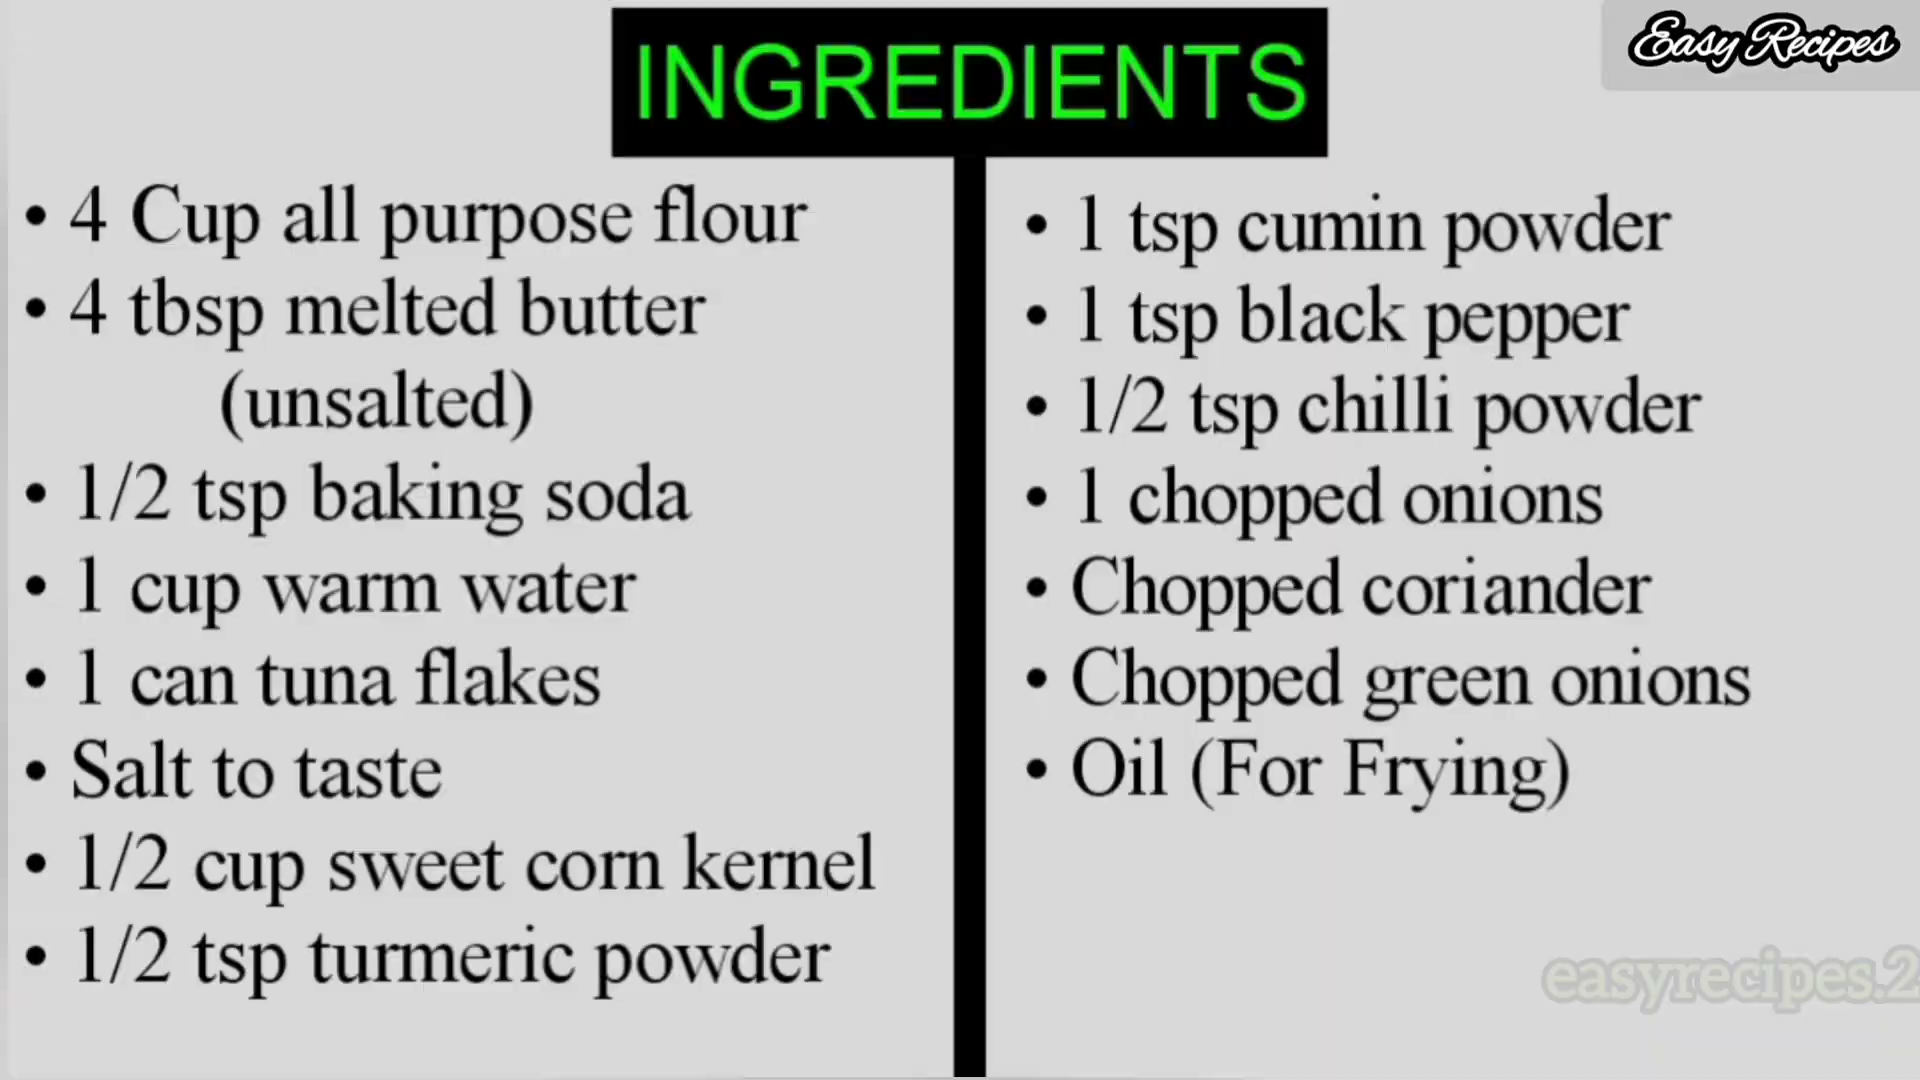 INGREDIENTS
Easy Recipes
• 4 Cup all purpose flour
• 4 tbsp melted butter
(unsalted)
• 1/2 tsp baking soda
• 1 cup warm water
• 1 can tuna flakes
• Salt to taste
• 1/2 cup sweet corn kernel
• 1/2 tsp turmeric powder
• 1 tsp cumin powder
• 1 tsp black pepper
• 1/2 tsp chilli powder
• 1 chopped onions
• Chopped coriander
• Chopped green onions
• Oil (For Frying)
easyrecipes.2